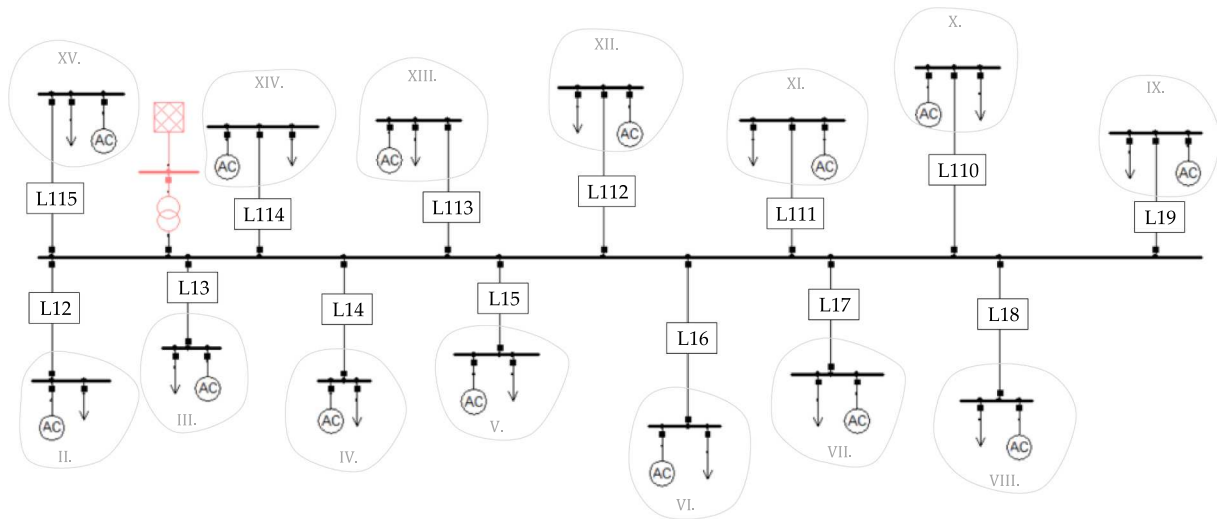 XV.
XIV.
XIII.
XII.
XI.
X.
IX.
AC
AC
AC
AC
AC
AC
AC
L115
L114
L113
L112
L111
L110
L19
L12
L13
L14
L15
L16
L17
L18
AC
AC
AC
AC
AC
AC
AC
II.
III.
IV.
V.
VI.
VII.
VIII.